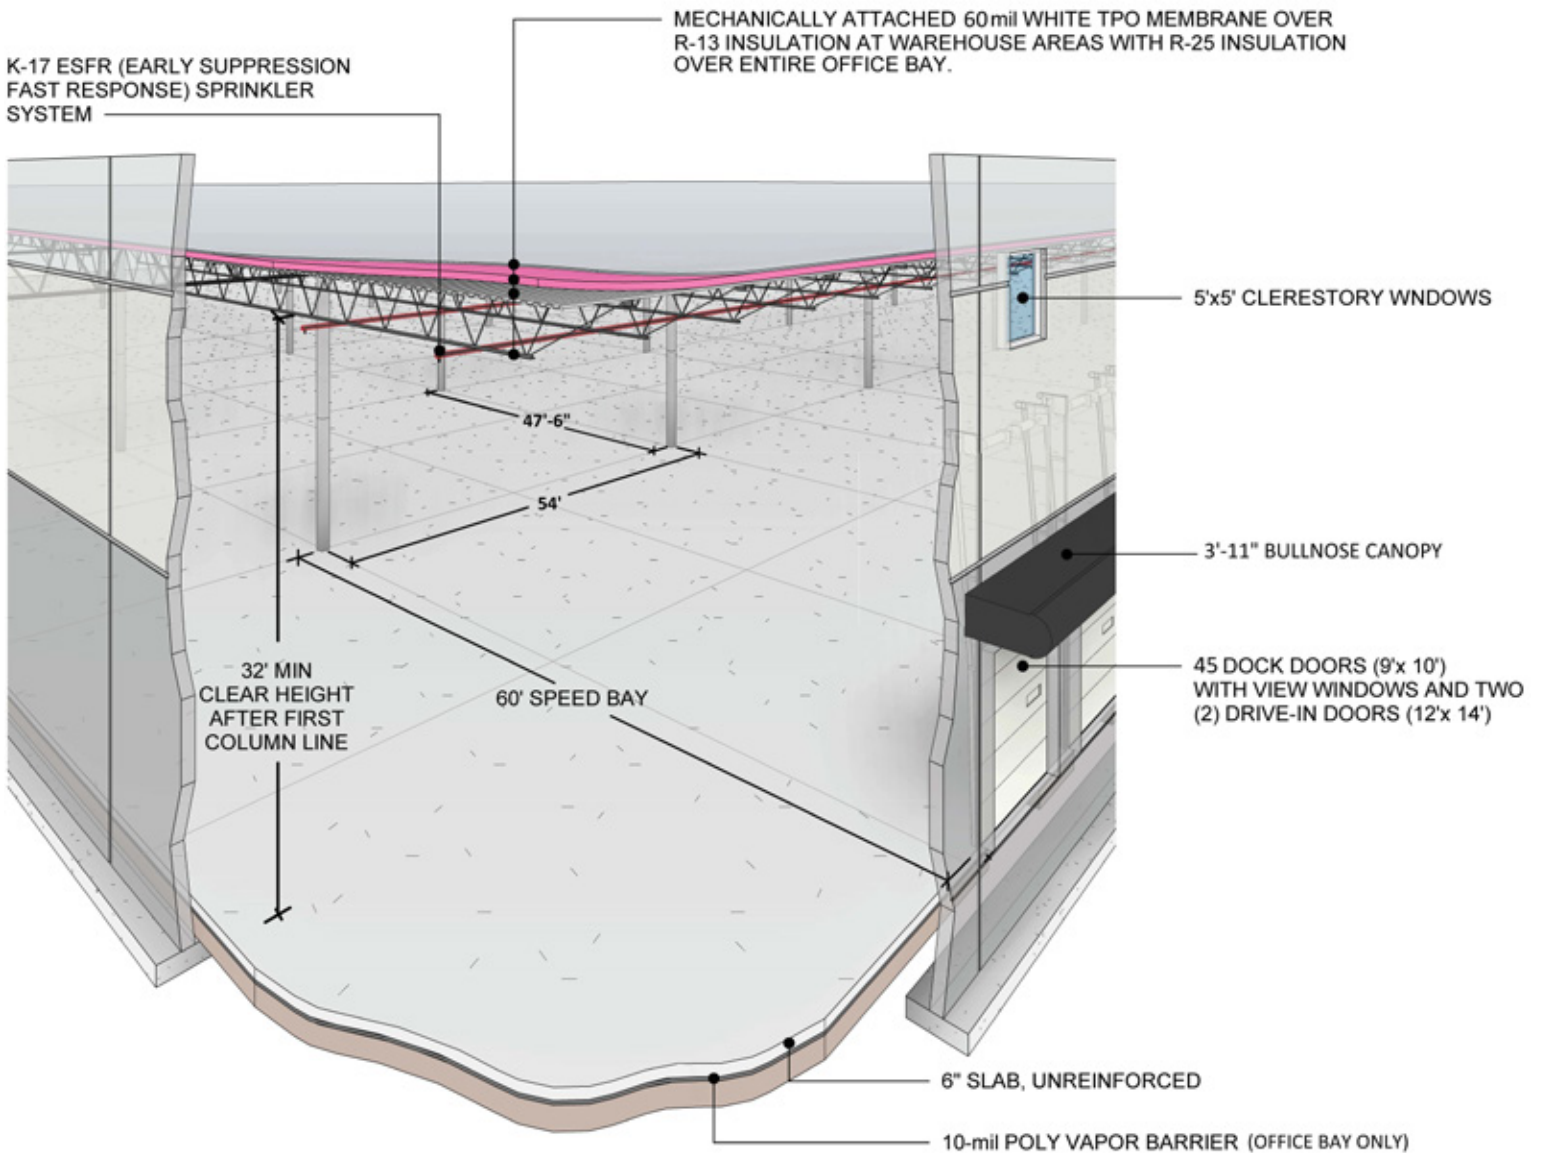 MECHANICALLY ATTACHED 60mil WHITE TPO MEMBRANE OVER
R-13 INSULATION AT WAREHOUSE AREAS WITH R-25 INSULATION
OVER ENTIRE OFFICE BAY.
K-17 ESFR (EARLY SUPPRESSION
FAST RESPONSE) SPRINKLER
SYSTEM
5'x5' CLERESTORY WNDOWS
47'-6"
54'
3'-11" BULLNOSE CANOPY
32' MIN
CLEAR HEIGHT
AFTER FIRST
COLUMN LINE
60' SPEED BAY
45 DOCK DOORS (9'x 10')
WITH VIEW WINDOWS AND TWO
(2) DRIVE-IN DOORS (12'x 14')
6" SLAB, UNREINFORCED
10-mil POLY VAPOR BARRIER (OFFICE BAY ONLY)